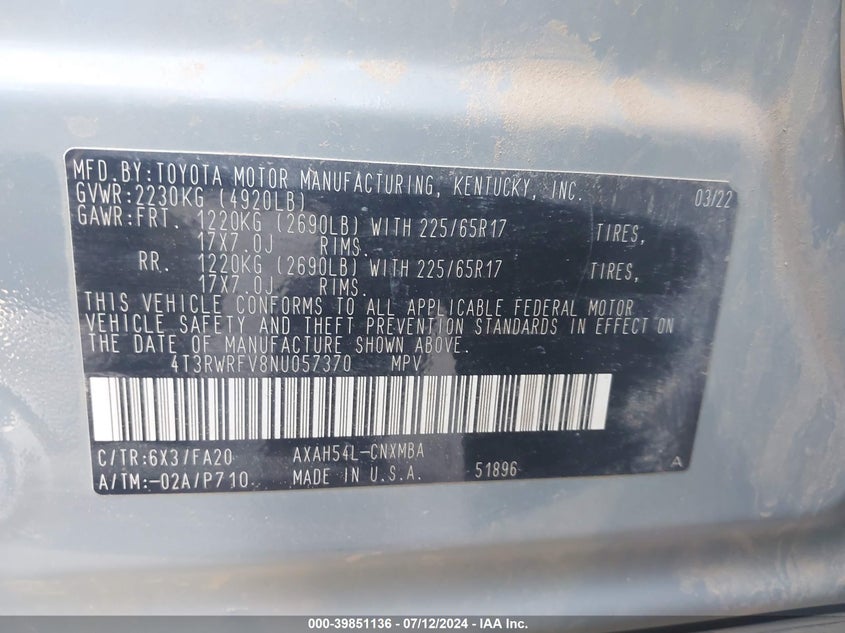 MFD.BY:TOYOTA MOTOR MANUFACTURING, KENTUCKY, INC. 03/22
GVWR:2230KG (4920LB)
GAWR:FRT. 1220KG (2690LB) WITH 225/65R17 TIRES,
17X7.0J RIMS.
RR. 1220KG (2690LB) WITH 225/65R17 TIRES,
17X7.0J RIMS.
THIS VEHICLE CONFORMS TO ALL APPLICABLE FEDERAL MOTOR
VEHICLE SAFETY AND THEFT PREVENTION STANDARDS IN EFFECT ON
THE DATE OF MANUFACTURE SHOWN ABOVE.
4T3RWRFV8NU057370 MPV
C/TR:6X3/FA20 AXAH54L-CNXMBA
A/TM:-02A/P710 MADE IN U.S.A. 51896 A
000-39851136 - 07/12/2024 - IAA Inc.